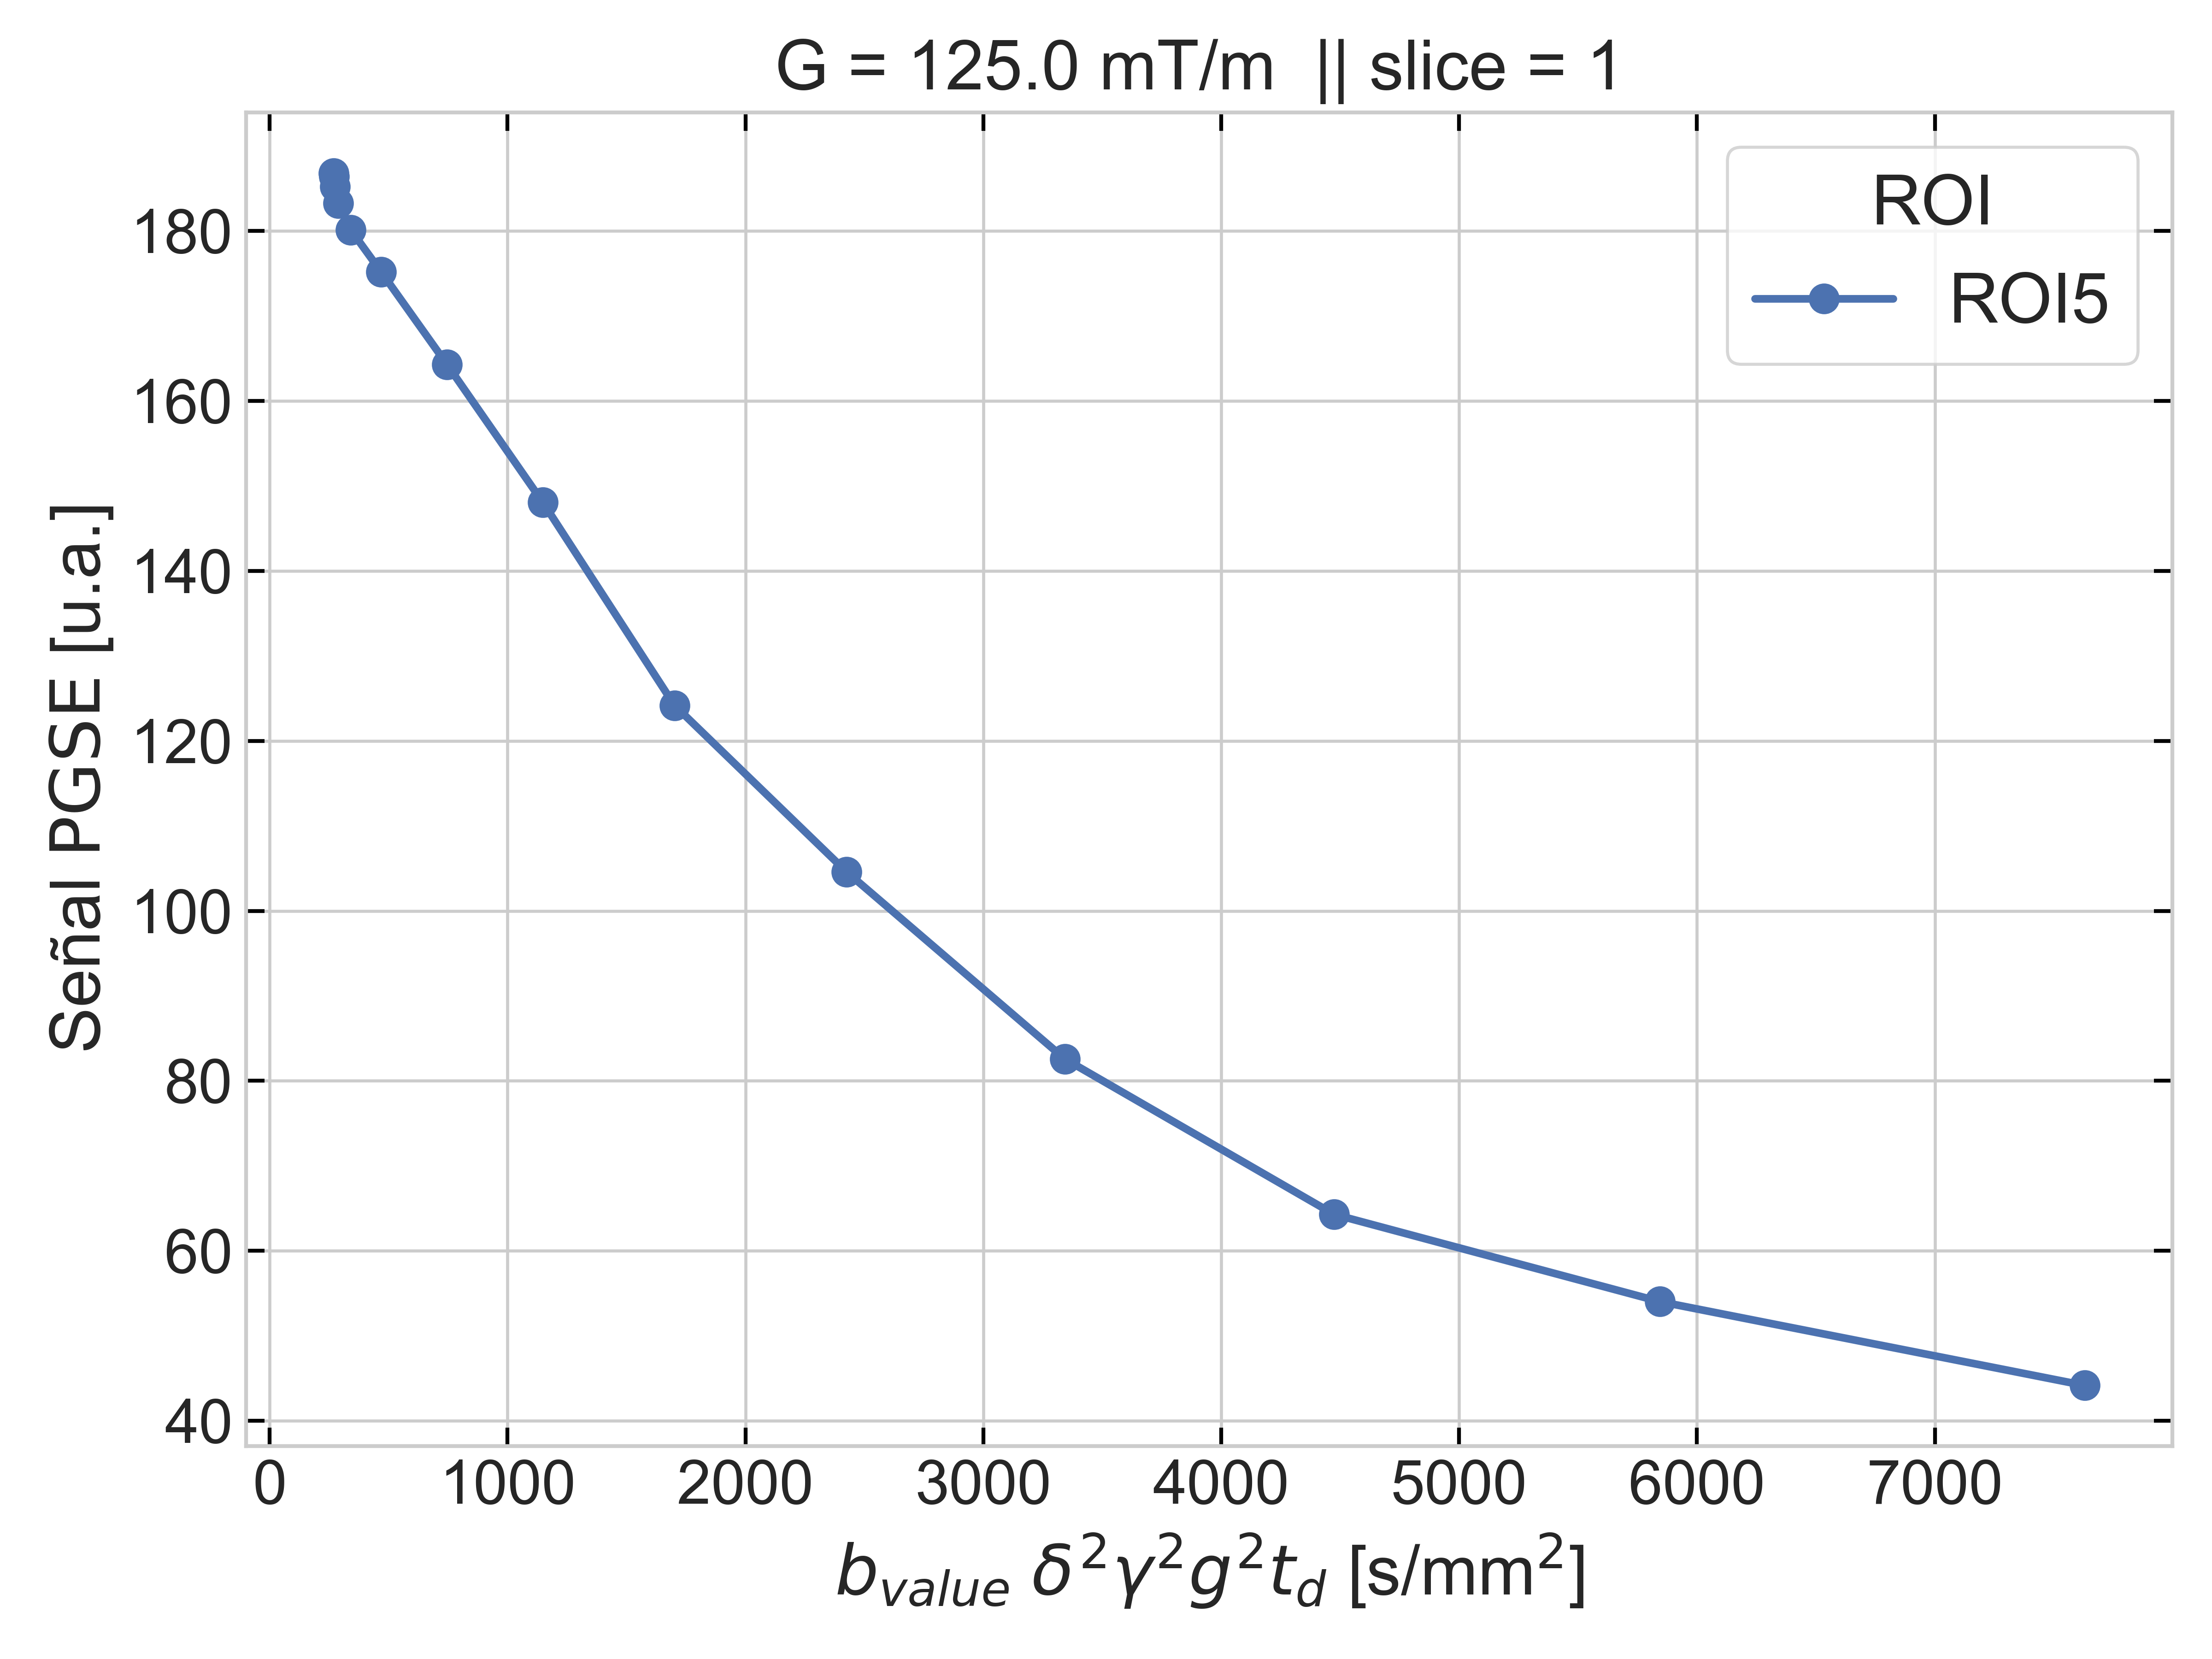 G = 125.0 mT/m || slice = 1
ROI
ROI5
Señal PGSE [u.a.]
180
160
140
120
100
80
60
40
0 1000 2000 3000 4000 5000 6000 7000
b_value δ²γ²g²t_d [s/mm²]